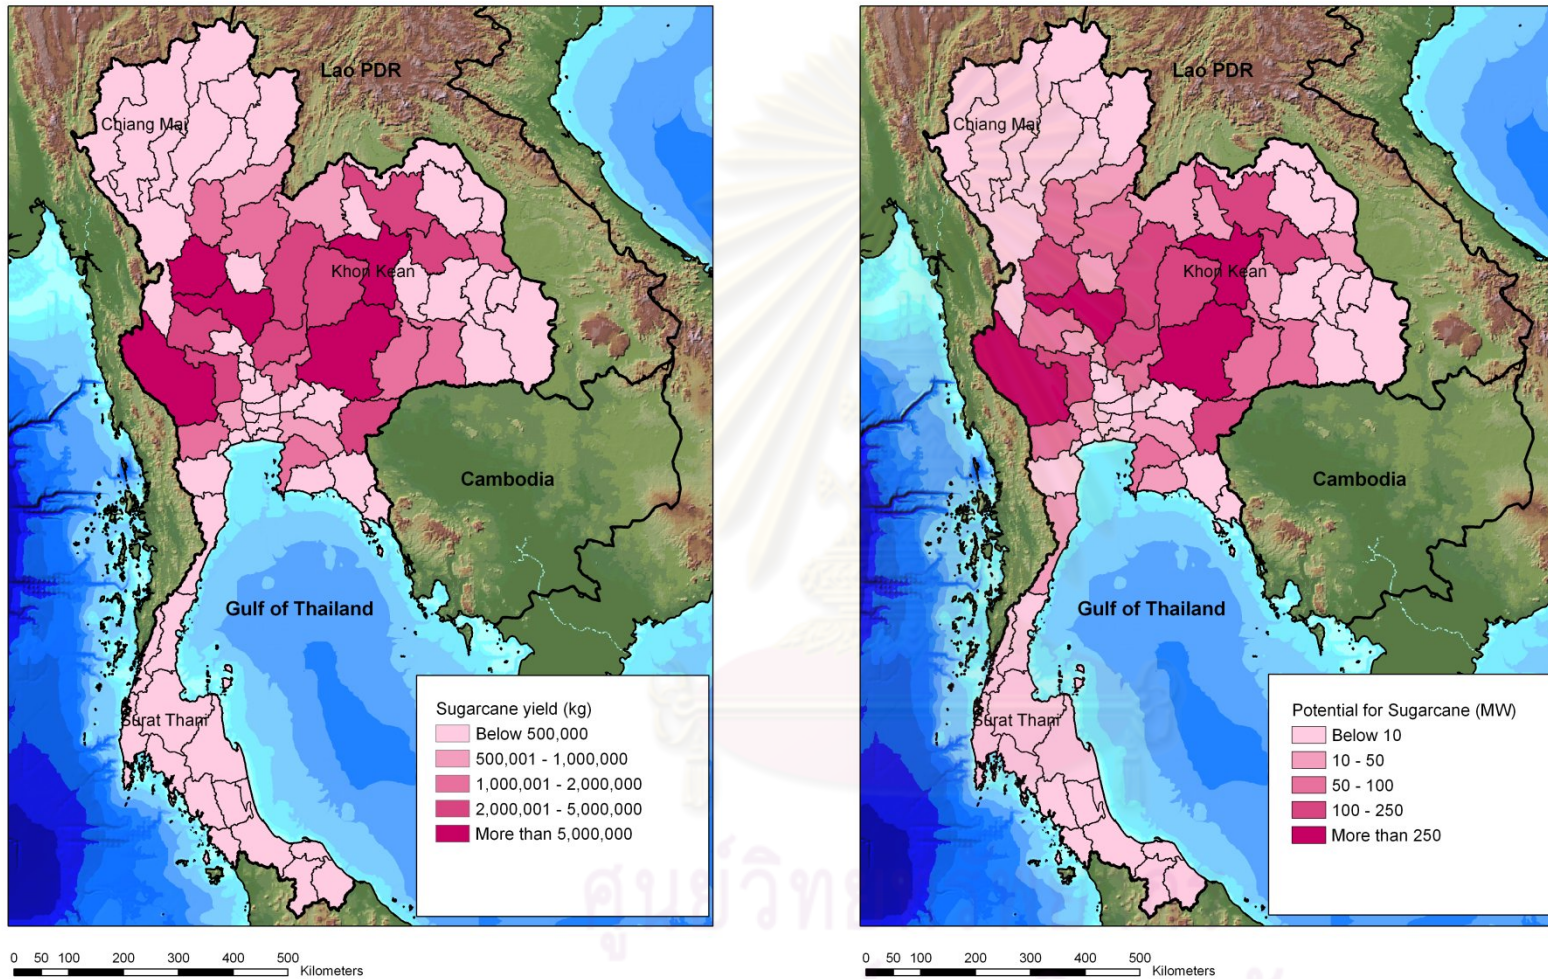 Lao PDR
Chiang Mai
Khon Kean
Cambodia
Gulf of Thailand
Surat Thani
Sugarcane yield (kg)
Below 500,000
500,001 - 1,000,000
1,000,001 - 2,000,000
2,000,001 - 5,000,000
More than 5,000,000
0 50 100 200 300 400 500
Kilometers
Lao PDR
Chiang Mai
Khon Kean
Cambodia
Gulf of Thailand
Surat Thani
Potential for Sugarcane (MW)
Below 10
10 - 50
50 - 100
100 - 250
More than 250
0 50 100 200 300 400 500
Kilometers